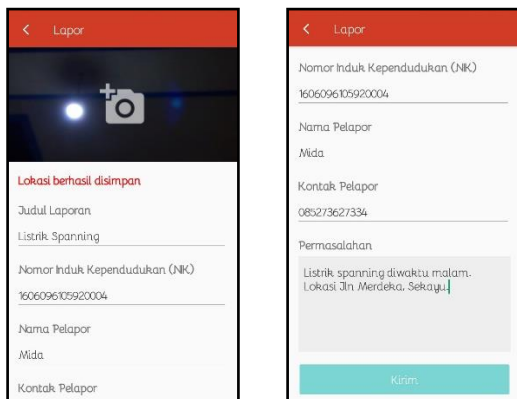 Lapor
Lokasi berhasil disimpan
Judul Laporan
Listrik Spanning
Nomor Induk Kependudukan (NIK)
1606096105920004
Nama Pelapor
Mida
Kontak Pelapor
Lapor
Nomor Induk Kependudukan (NIK)
1606096105920004
Nama Pelapor
Mida
Kontak Pelapor
085273627334
Permasalahan
Listrik spanning diwaktu malam.
Lokasi Jln Merdeka, Sekayu.
Kirim